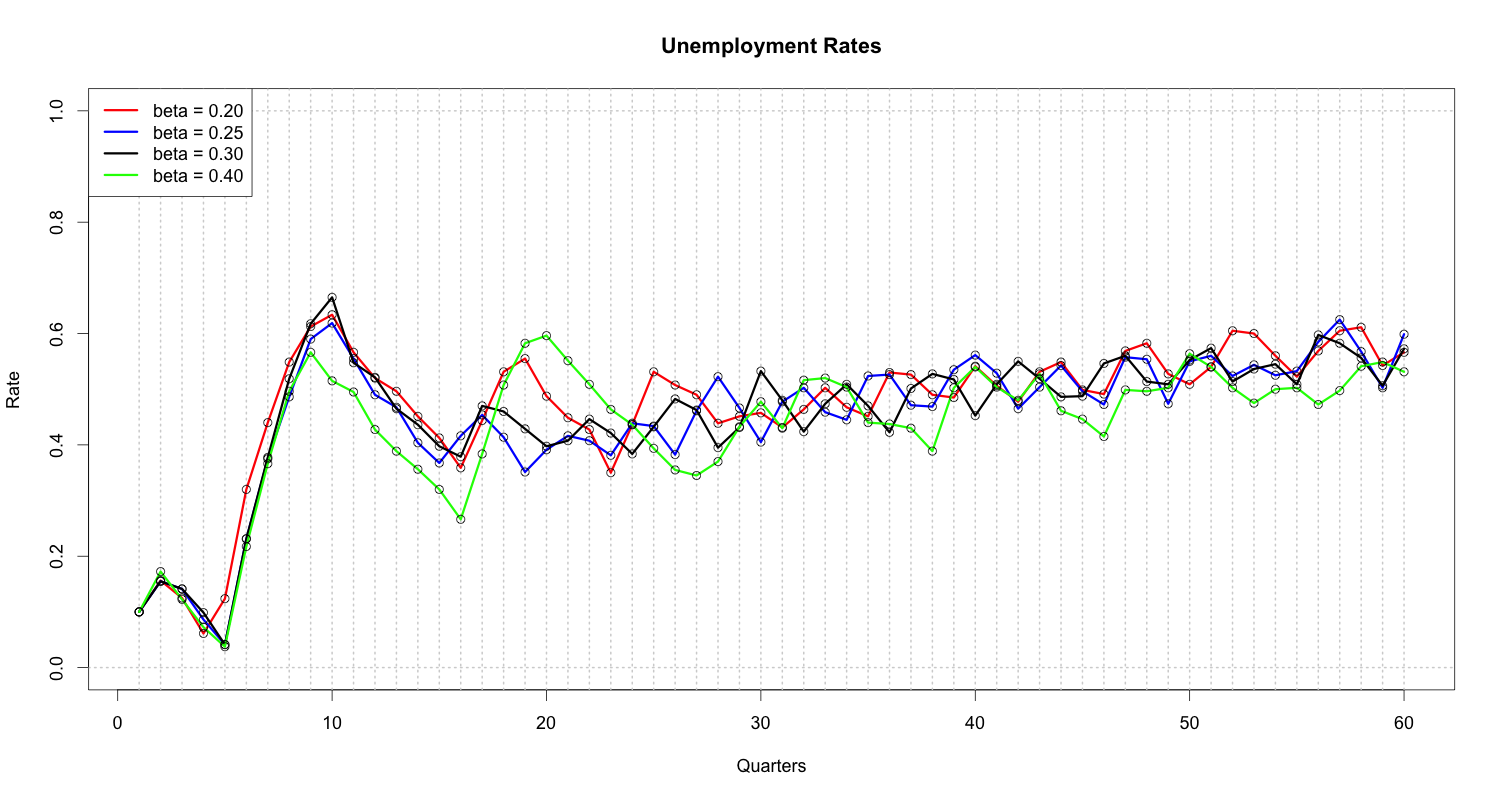 Unemployment Rates
beta = 0.20
beta = 0.25
beta = 0.30
beta = 0.40
Rate
1.0
0.8
0.6
0.4
0.2
0.0
0 10 20 30 40 50 60
Quarters